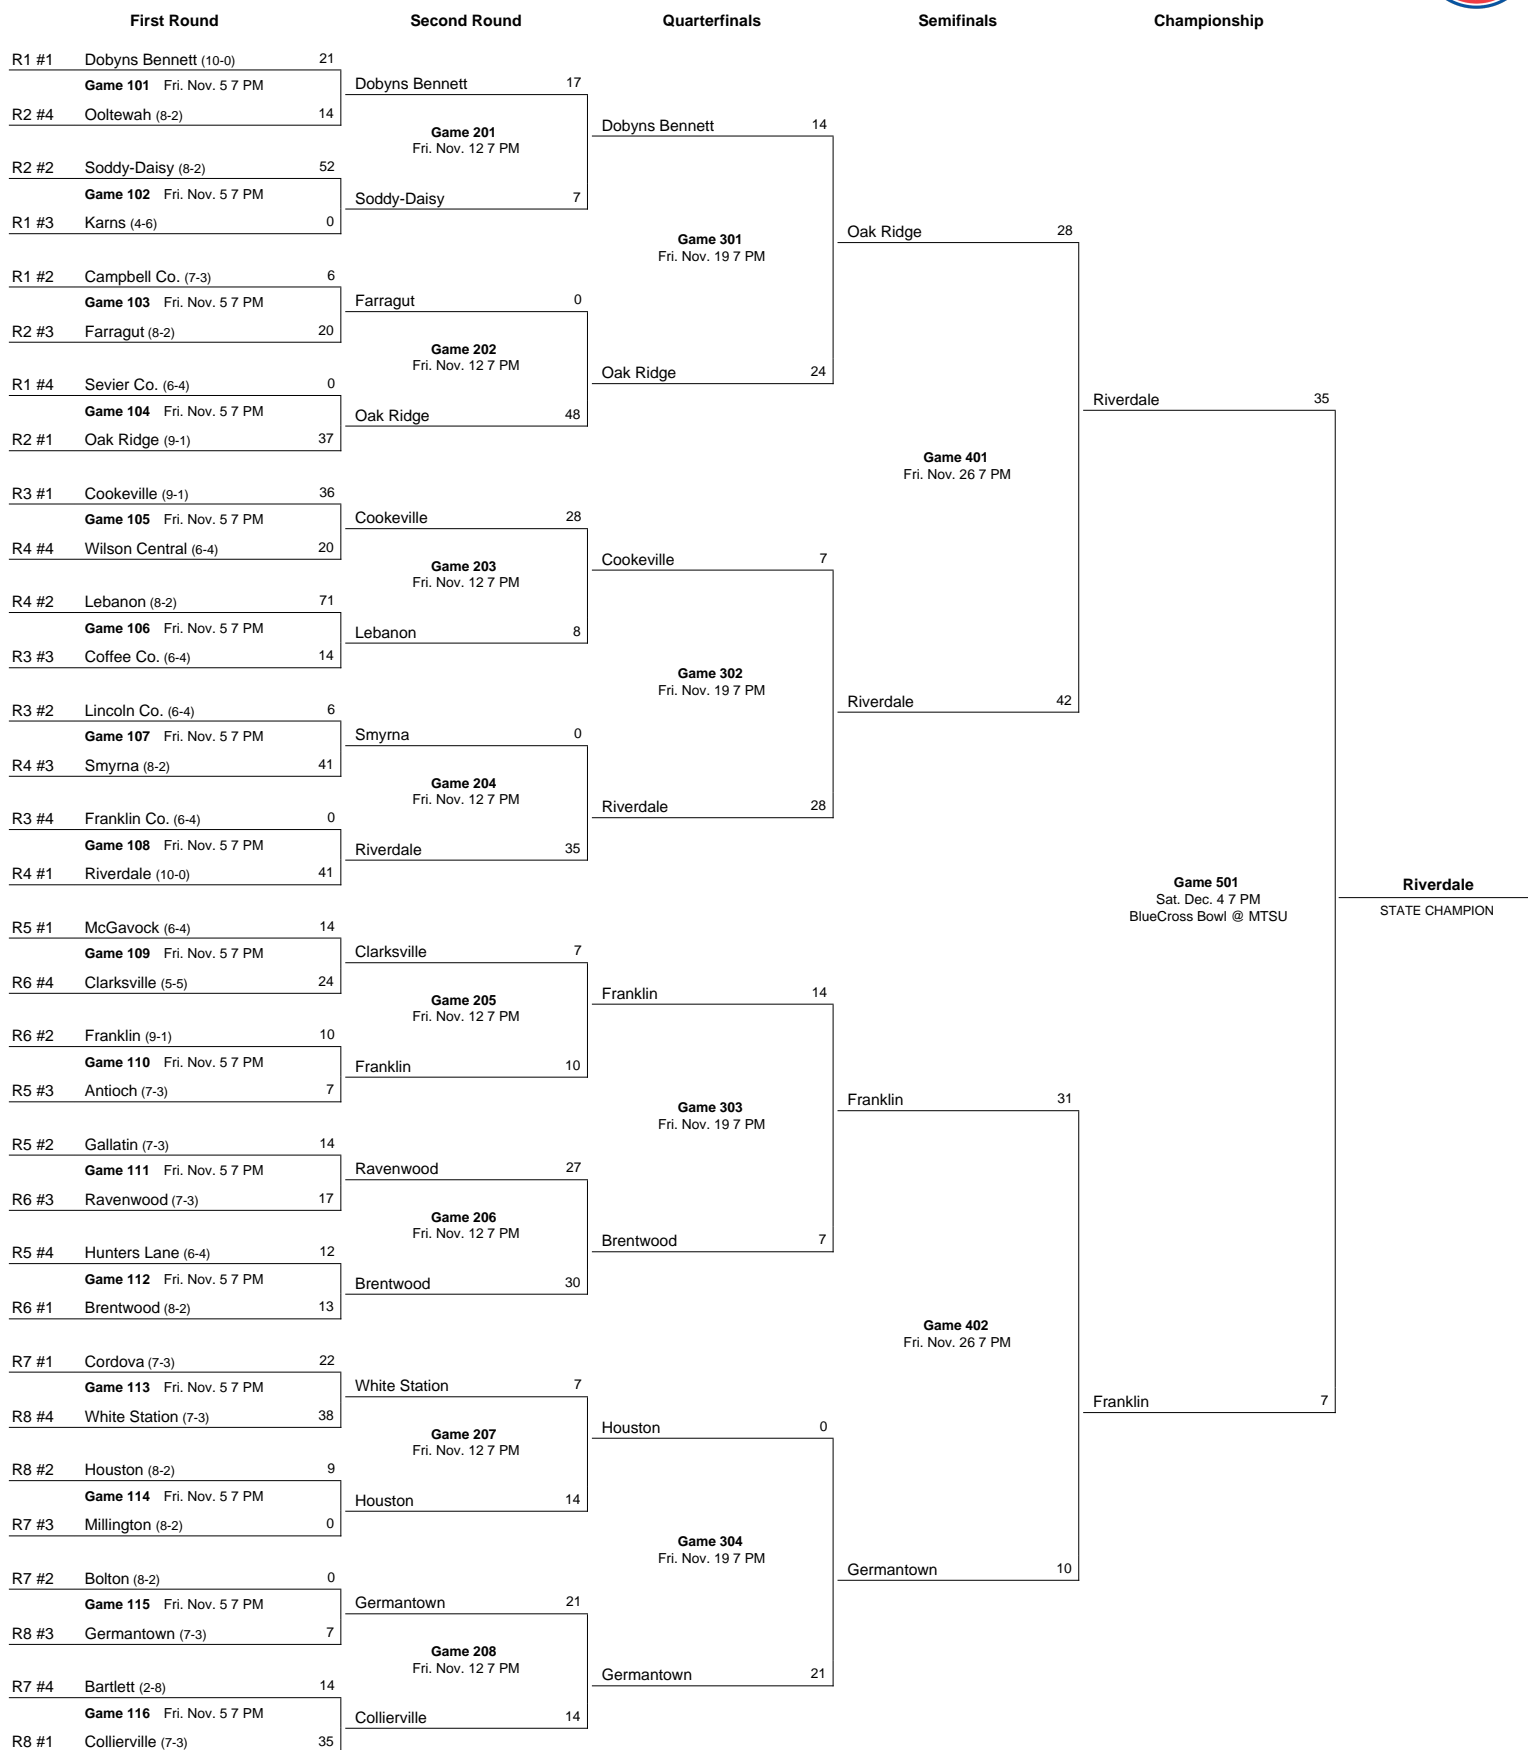 First Round Second Round Quarterfinals Semifinals Championship
R1 #1 Dobyns Bennett (10-0) 21
Game 101 Fri. Nov. 5 7 PM
R2 #4 Ooltewah (8-2) 14
R2 #2 Soddy-Daisy (8-2) 52
Game 102 Fri. Nov. 5 7 PM
R1 #3 Karns (4-6) 0
R1 #2 Campbell Co. (7-3) 6
Game 103 Fri. Nov. 5 7 PM
R2 #3 Farragut (8-2) 20
R1 #4 Sevier Co. (6-4) 0
Game 104 Fri. Nov. 5 7 PM
R2 #1 Oak Ridge (9-1) 37
R3 #1 Cookeville (9-1) 36
Game 105 Fri. Nov. 5 7 PM
R4 #4 Wilson Central (6-4) 20
R4 #2 Lebanon (8-2) 71
Game 106 Fri. Nov. 5 7 PM
R3 #3 Coffee Co. (6-4) 14
R3 #2 Lincoln Co. (6-4) 6
Game 107 Fri. Nov. 5 7 PM
R4 #3 Smyrna (8-2) 41
R3 #4 Franklin Co. (6-4) 0
Game 108 Fri. Nov. 5 7 PM
R4 #1 Riverdale (10-0) 41
R5 #1 McGavock (6-4) 14
Game 109 Fri. Nov. 5 7 PM
R6 #4 Clarksville (5-5) 24
R6 #2 Franklin (9-1) 10
Game 110 Fri. Nov. 5 7 PM
R5 #3 Antioch (7-3) 7
R5 #2 Gallatin (7-3) 14
Game 111 Fri. Nov. 5 7 PM
R6 #3 Ravenwood (7-3) 17
R5 #4 Hunters Lane (6-4) 12
Game 112 Fri. Nov. 5 7 PM
R6 #1 Brentwood (8-2) 13
R7 #1 Cordova (7-3) 22
Game 113 Fri. Nov. 5 7 PM
R8 #4 White Station (7-3) 38
R8 #2 Houston (8-2) 9
Game 114 Fri. Nov. 5 7 PM
R7 #3 Millington (8-2) 0
R7 #2 Bolton (8-2) 0
Game 115 Fri. Nov. 5 7 PM
R8 #3 Germantown (7-3) 7
R7 #4 Bartlett (2-8) 14
Game 116 Fri. Nov. 5 7 PM
R8 #1 Collierville (7-3) 35
Dobyns Bennett 17
Game 201
Fri. Nov. 12 7 PM
Soddy-Daisy 7
Farragut 0
Game 202
Fri. Nov. 12 7 PM
Oak Ridge 48
Cookeville 28
Game 203
Fri. Nov. 12 7 PM
Lebanon 8
Smyrna 0
Game 204
Fri. Nov. 12 7 PM
Riverdale 35
Clarksville 7
Game 205
Fri. Nov. 12 7 PM
Franklin 10
Ravenwood 27
Game 206
Fri. Nov. 12 7 PM
Brentwood 30
White Station 7
Game 207
Fri. Nov. 12 7 PM
Houston 14
Germantown 21
Game 208
Fri. Nov. 12 7 PM
Collierville 14
Dobyns Bennett 14
Game 301
Fri. Nov. 19 7 PM
Oak Ridge 24
Cookeville 7
Game 302
Fri. Nov. 19 7 PM
Riverdale 28
Franklin 14
Game 303
Fri. Nov. 19 7 PM
Brentwood 7
Houston 0
Game 304
Fri. Nov. 19 7 PM
Germantown 21
Oak Ridge 28
Game 401
Fri. Nov. 26 7 PM
Riverdale 42
Franklin 31
Game 402
Fri. Nov. 26 7 PM
Germantown 10
Riverdale 35
Game 501
Sat. Dec. 4 7 PM
BlueCross Bowl @ MTSU
Franklin 7
Riverdale
STATE CHAMPION